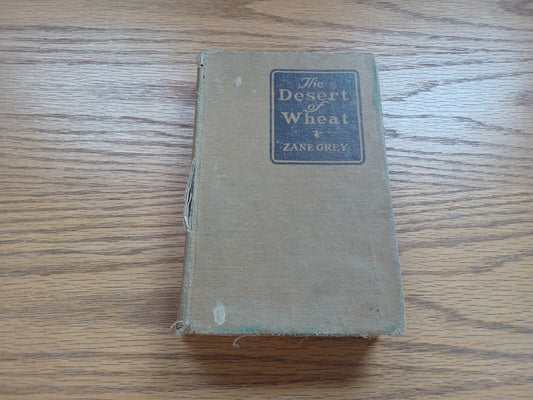 The
Desert
of
Wheat
ZANE GREY